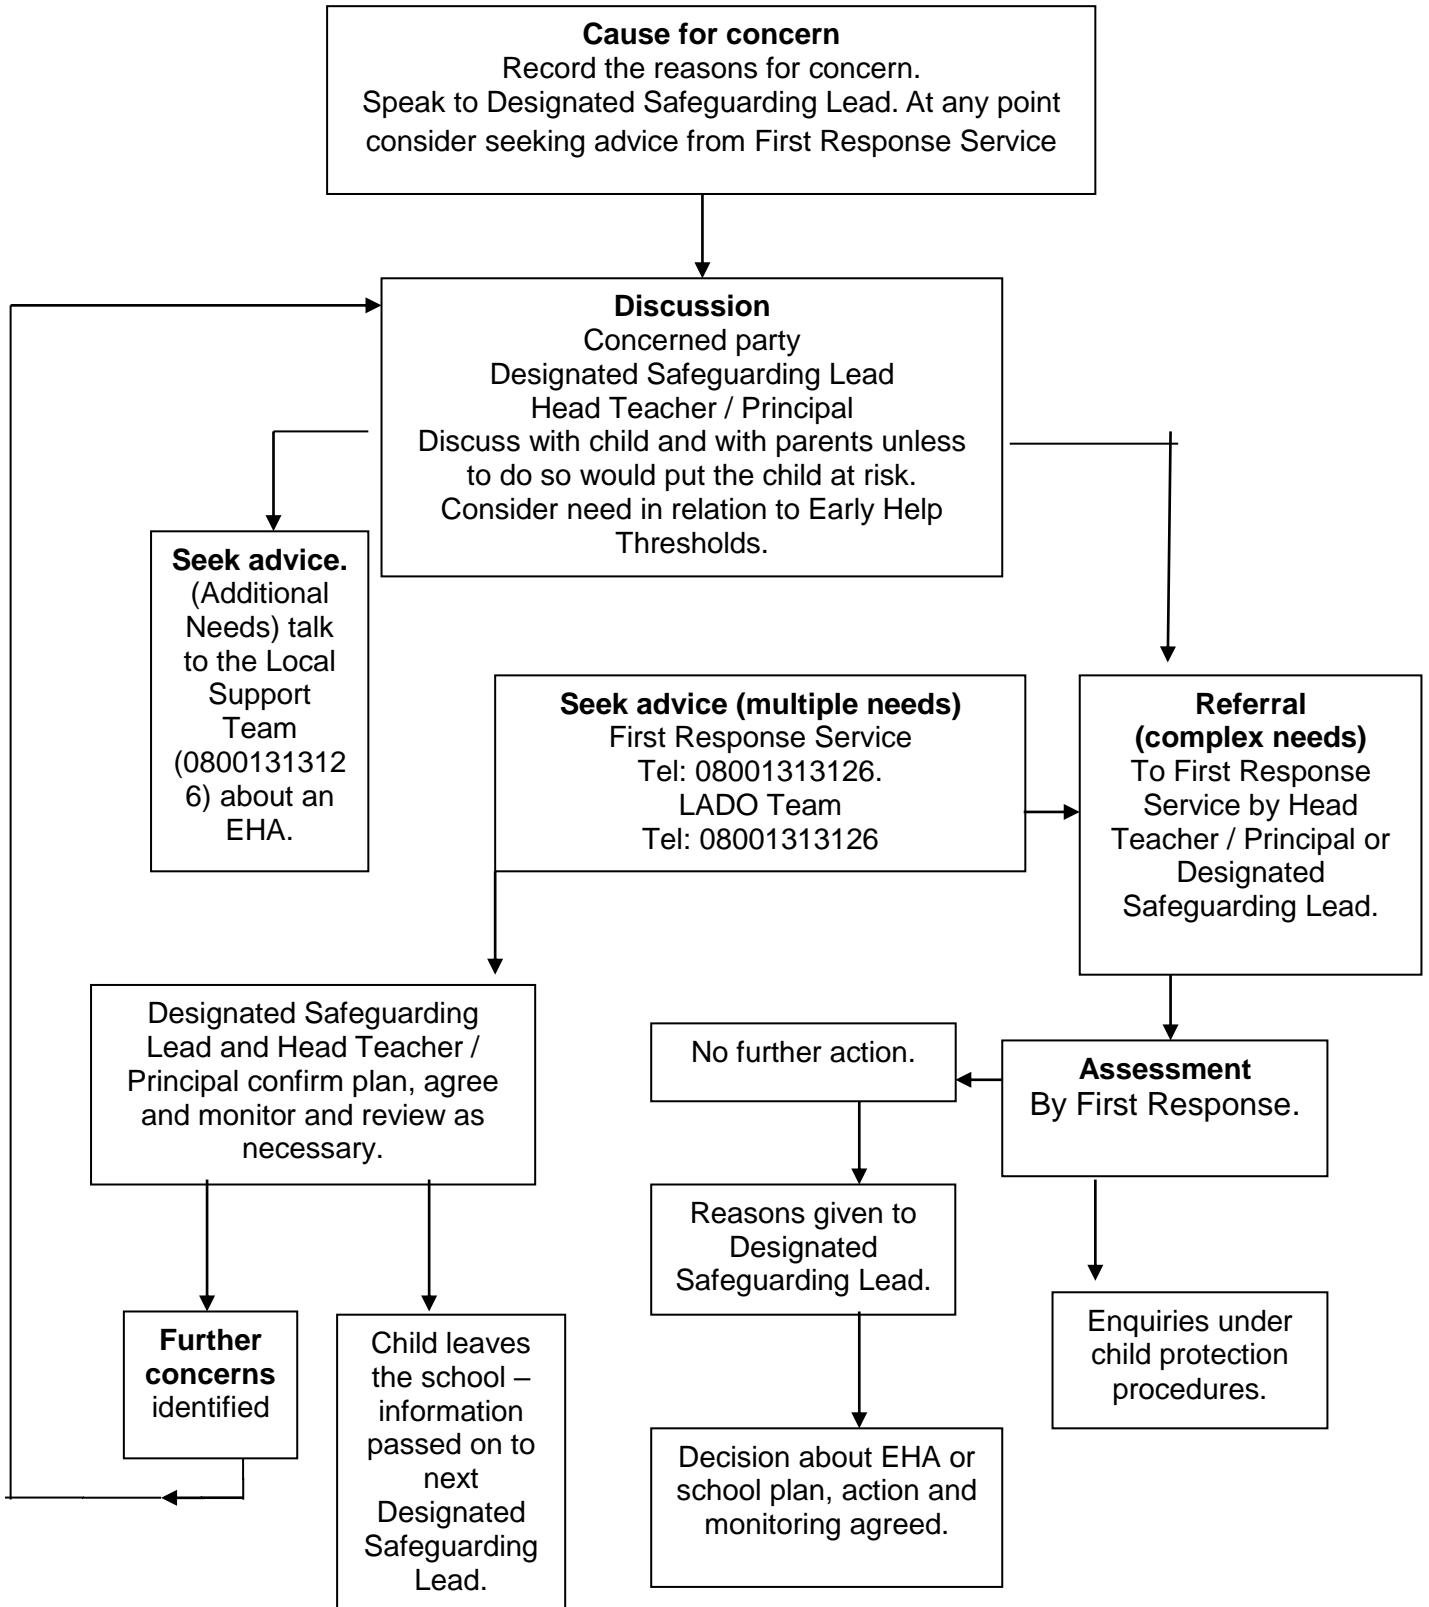 Cause for concern
Record the reasons for concern.
Speak to Designated Safeguarding Lead. At any point
consider seeking advice from First Response Service
Discussion
Concerned party
Designated Safeguarding Lead
Head Teacher / Principal
Discuss with child and with parents unless
to do so would put the child at risk.
Consider need in relation to Early Help
Thresholds.
Seek advice.
(Additional
Needs) talk
to the Local
Support
Team
(0800131312
6) about an
EHA.
Seek advice (multiple needs)
First Response Service
Tel: 08001313126.
LADO Team
Tel: 08001313126
Referral
(complex needs)
To First Response
Service by Head
Teacher / Principal or
Designated
Safeguarding Lead.
Designated Safeguarding
Lead and Head Teacher /
Principal confirm plan, agree
and monitor and review as
necessary.
No further action.
Assessment
By First Response.
Reasons given to
Designated
Safeguarding Lead.
Enquiries under
child protection
procedures.
Further
concerns
identified
Child leaves
the school –
information
passed on to
next
Designated
Safeguarding
Lead.
Decision about EHA or
school plan, action and
monitoring agreed.